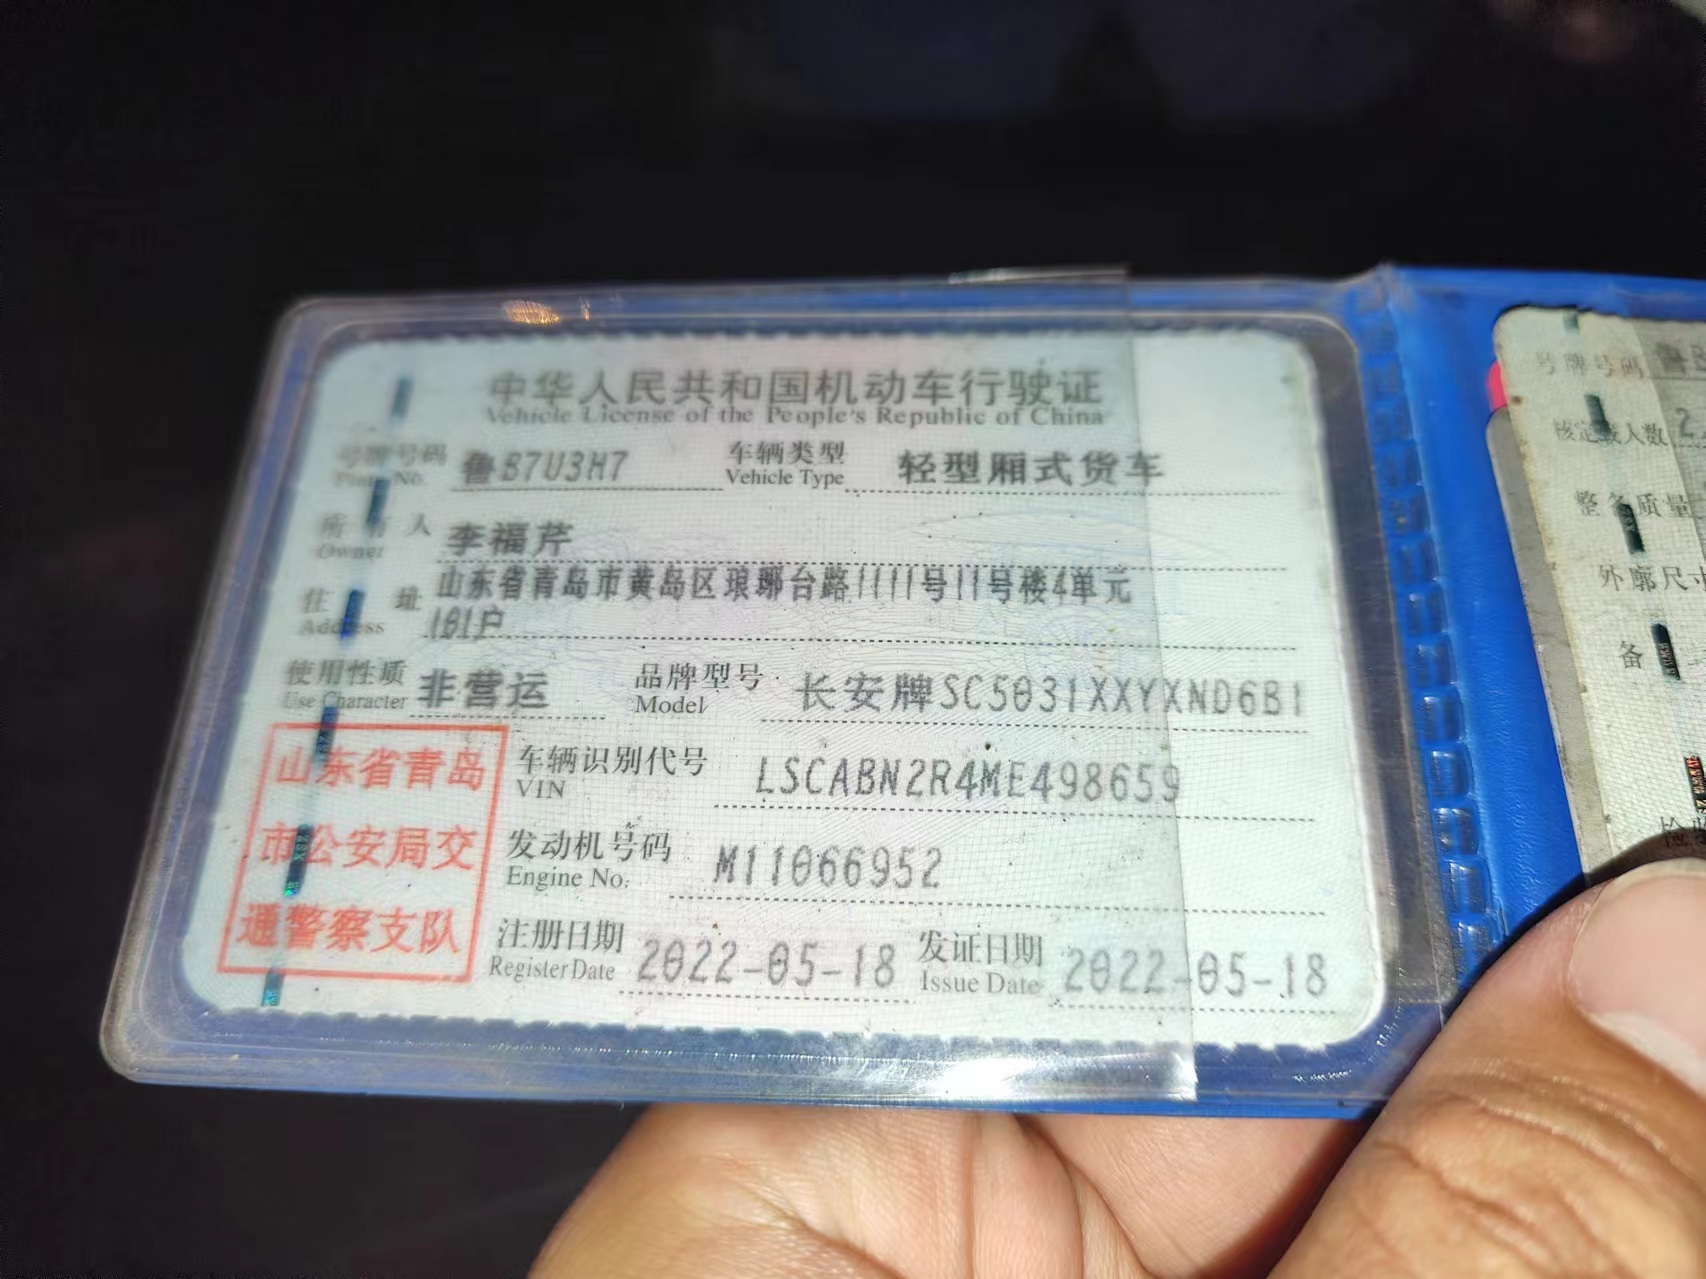 中华人民共和国机动车行驶证
Vehicle License of the People's Republic of China
号牌号码 鲁B7U3H7 车辆类型 轻型厢式货车
Plate No. Vehicle Type
所有人 李福芹
Owner
住址 山东省青岛市黄岛区琅琊台路1111号11号楼4单元
Address 101户
使用性质 非营运 品牌型号 长安牌SC5031XXYXND6B1
Use Character Model
山东省青岛
市公安局交
通警察支队
车辆识别代号 LSCABN2R4ME498659
VIN
发动机号码 M11066952
Engine No.
注册日期 2022-05-18 发证日期 2022-05-18
Register Date Issue Date
号牌号码 鲁B
核定载人数 2
整备质量
外廓尺寸
备